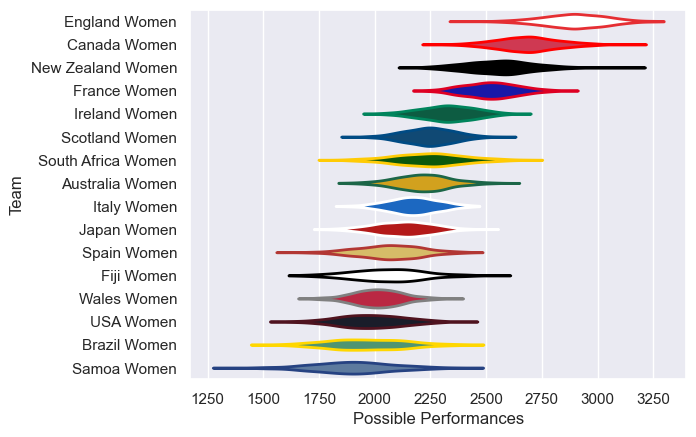 England Women
Canada Women
New Zealand Women
France Women
Ireland Women
Scotland Women
South Africa Women
Australia Women
Italy Women
Japan Women
Spain Women
Fiji Women
Wales Women
USA Women
Brazil Women
Samoa Women
Team
1250 1500 1750 2000 2250 2500 2750 3000 3250
Possible Performances